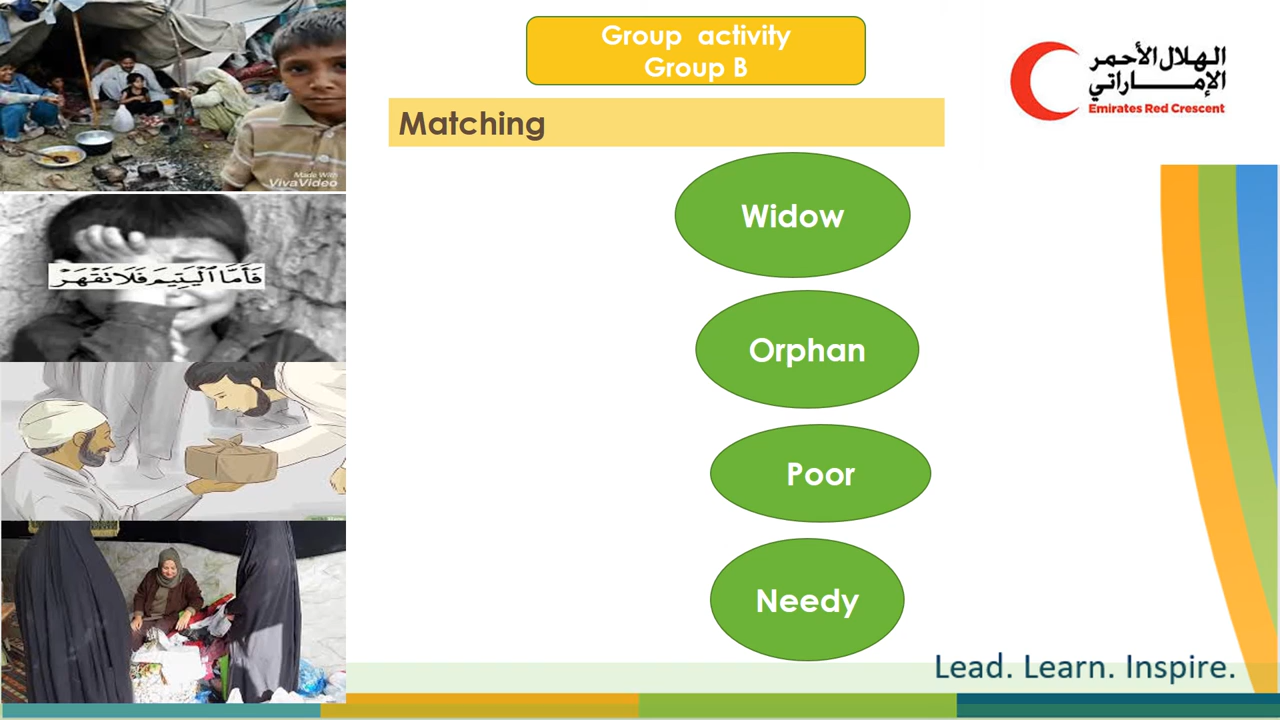 Group activity
Group B
الهلال الأحمر
الإماراتي
Emirates Red Crescent
Matching
Made With
VivaVideo
Widow
فَأَمَّا ٱلْيَتِيمَ فَلَا تَقْهَرْ
Orphan
Poor
Needy
Lead. Learn. Inspire.